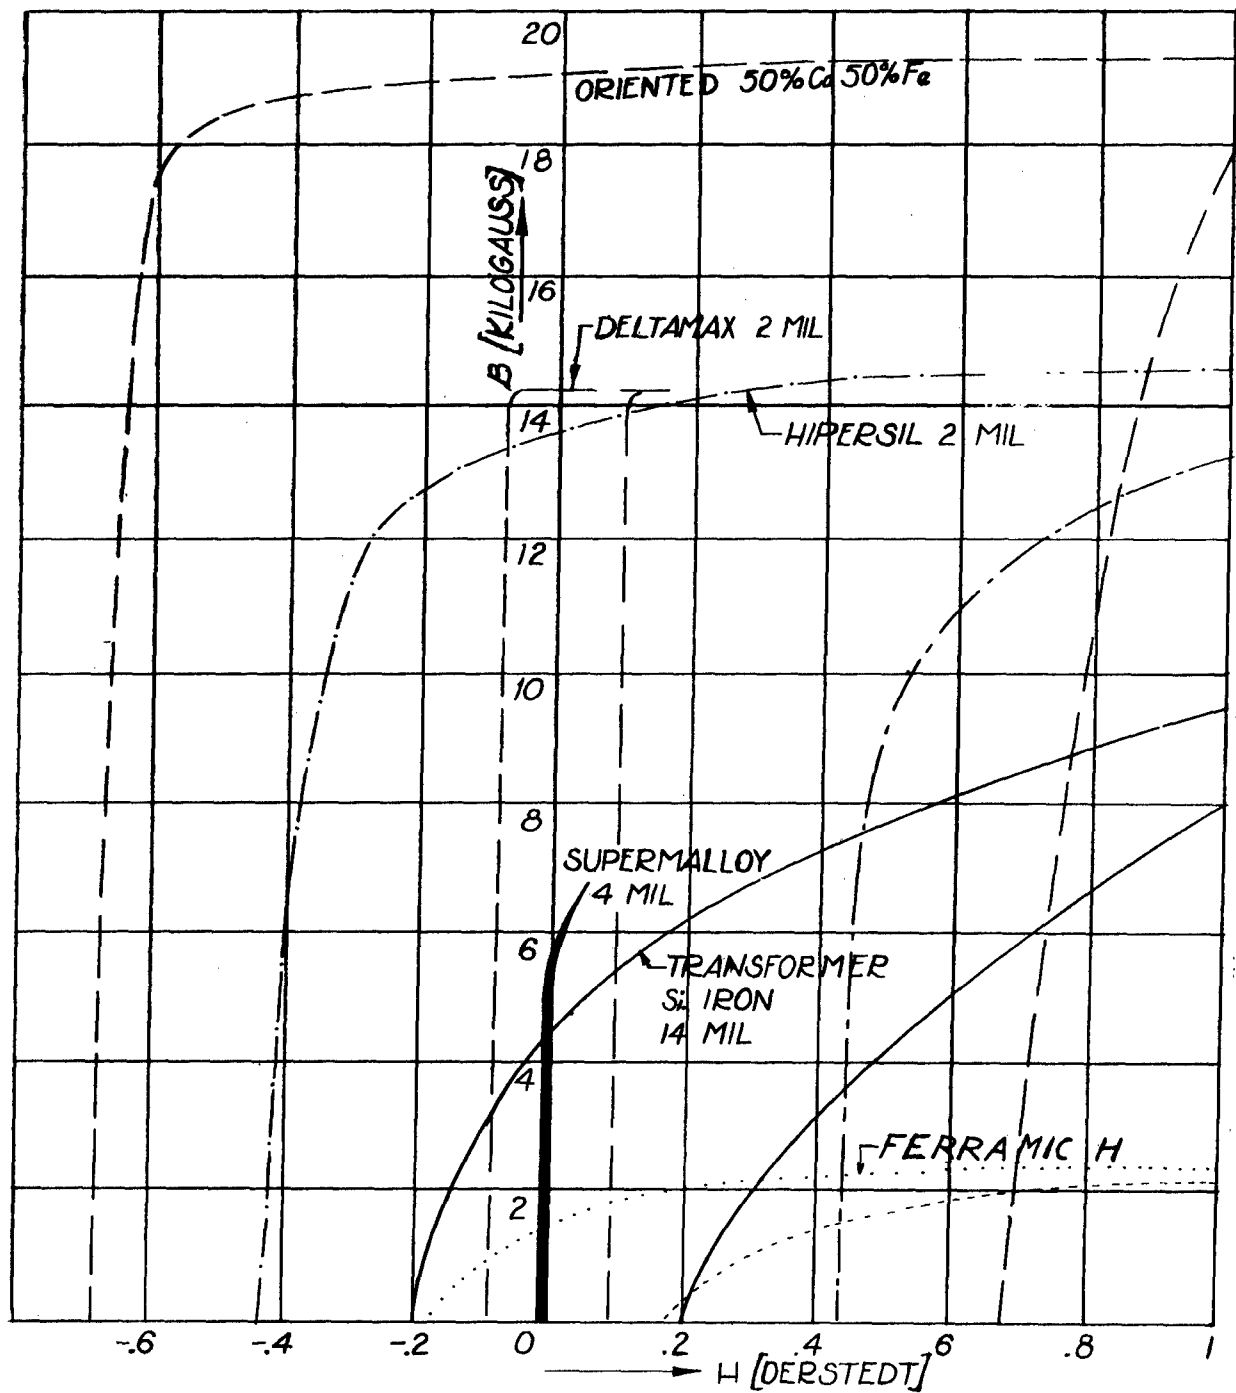 20
ORIENTED 50%Co 50%Fe
18
B [KILOGAUSS]
16
DELTAMAX 2 MIL
14
HIPERSIL 2 MIL
12
10
8
SUPERMALLOY
4 MIL
6
TRANSFORMER
Si IRON
14 MIL
4
FERRAMIC H
2
-.6 -.4 -.2 0 .2 .4 .6 .8 1
H [OERSTEDT]